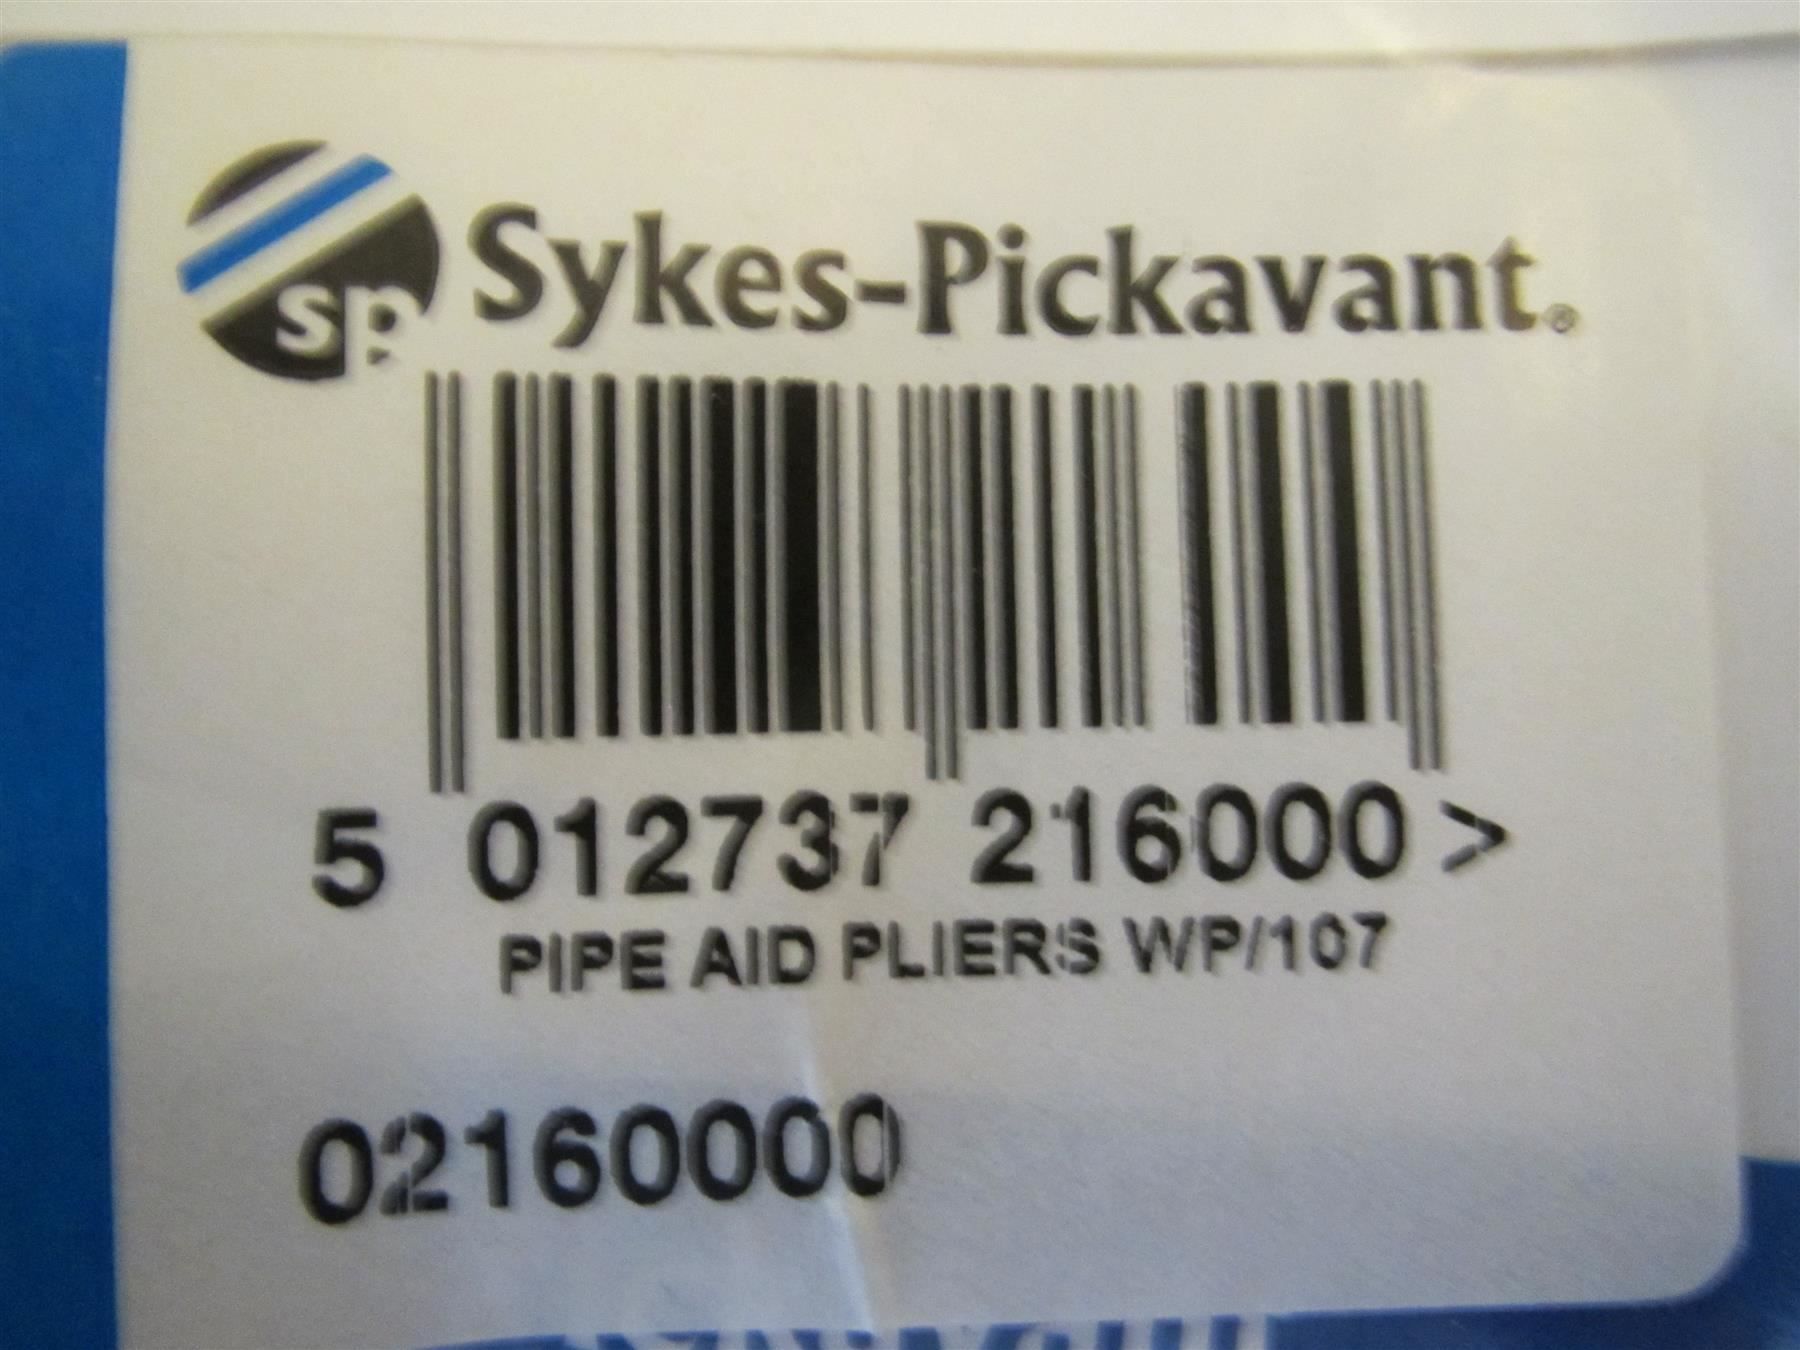 sp Sykes-Pickavant®
5 012737 216000 >
PIPE AID PLIERS WP/107
02160000